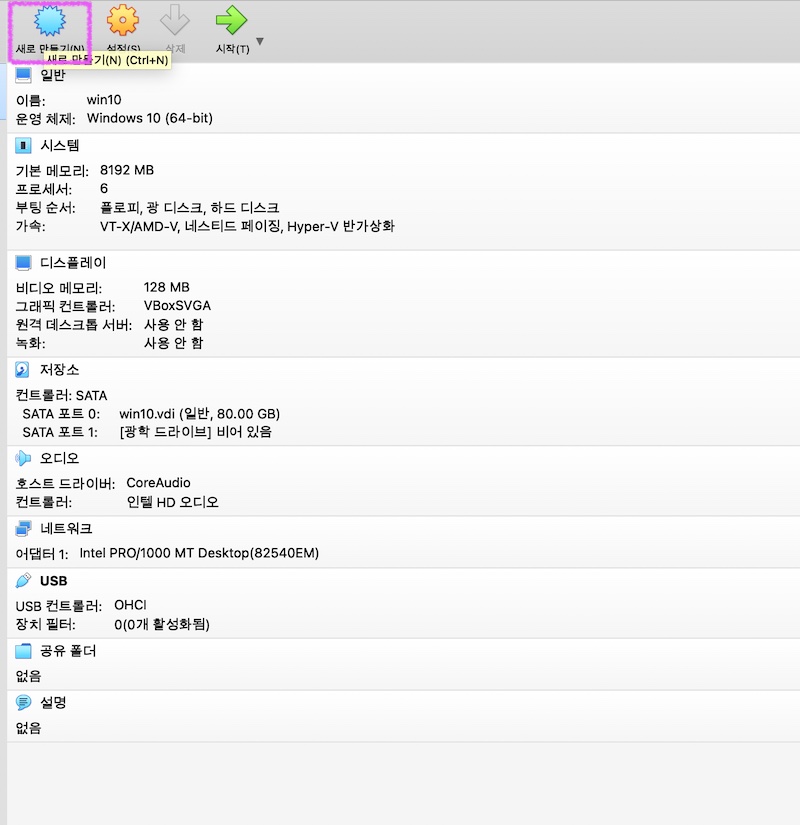 새로 만들기(N) 설정(S) 삭제 시작(T)
새로 만들기(N) (Ctrl+N)
일반
이름: win10
운영 체제: Windows 10 (64-bit)
시스템
기본 메모리: 8192 MB
프로세서: 6
부팅 순서: 플로피, 광 디스크, 하드 디스크
가속: VT-X/AMD-V, 네스티드 페이징, Hyper-V 반가상화
디스플레이
비디오 메모리: 128 MB
그래픽 컨트롤러: VBoxSVGA
원격 데스크톱 서버: 사용 안 함
녹화: 사용 안 함
저장소
컨트롤러: SATA
SATA 포트 0: win10.vdi (일반, 80.00 GB)
SATA 포트 1: [광학 드라이브] 비어 있음
오디오
호스트 드라이버: CoreAudio
컨트롤러: 인텔 HD 오디오
네트워크
어댑터 1: Intel PRO/1000 MT Desktop(82540EM)
USB
USB 컨트롤러: OHCI
장치 필터: 0(0개 활성화됨)
공유 폴더
없음
설명
없음